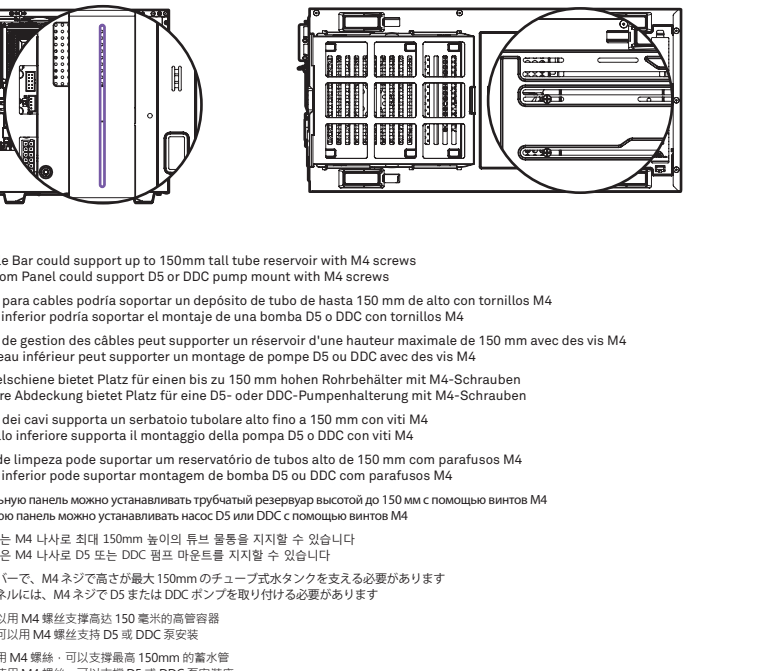 le Bar could support up to 150mm tall tube reservoir with M4 screws
om Panel could support D5 or DDC pump mount with M4 screws
para cables podría soportar un depósito de tubo de hasta 150 mm de alto con tornillos M4
inferior podría soportar el montaje de una bomba D5 o DDC con tornillos M4
de gestion des câbles peut supporter un réservoir d'une hauteur maximale de 150 mm avec des vis M4
eau inférieur peut supporter un montage de pompe D5 ou DDC avec des vis M4
elschiene bietet Platz für einen bis zu 150 mm hohen Rohrbehälter mit M4-Schrauben
re Abdeckung bietet Platz für eine D5- oder DDC-Pumpenhalterung mit M4-Schrauben
dei cavi supporta un serbatoio tubolare alto fino a 150 mm con viti M4
llo inferiore supporta il montaggio della pompa D5 o DDC con viti M4
de limpeza pode suportar um reservatório de tubos alto de 150 mm com parafusos M4
inferior pode suportar montagem de bomba D5 ou DDC com parafusos M4
ьную панель можно устанавливать трубчатый резервуар высотой до 150 мм с помощью винтов M4
юю панель можно устанавливать насос D5 или DDC с помощью винтов M4
는 M4 나사로 최대 150mm 높이의 튜브 물통을 지지할 수 있습니다
은 M4 나사로 D5 또는 DDC 펌프 마운트를 지지할 수 있습니다
バーで、M4 ネジで高さが最大 150mm のチューブ式水タンクを支える必要があります
ネルには、M4 ネジで D5 または DDC ポンプを取り付ける必要があります
以用 M4 螺丝支撑高达 150 毫米的高管容器
可以用 M4 螺丝支持 D5 或 DDC 泵安装
用 M4 螺絲，可以支撐最高 150mm 的蓄水管